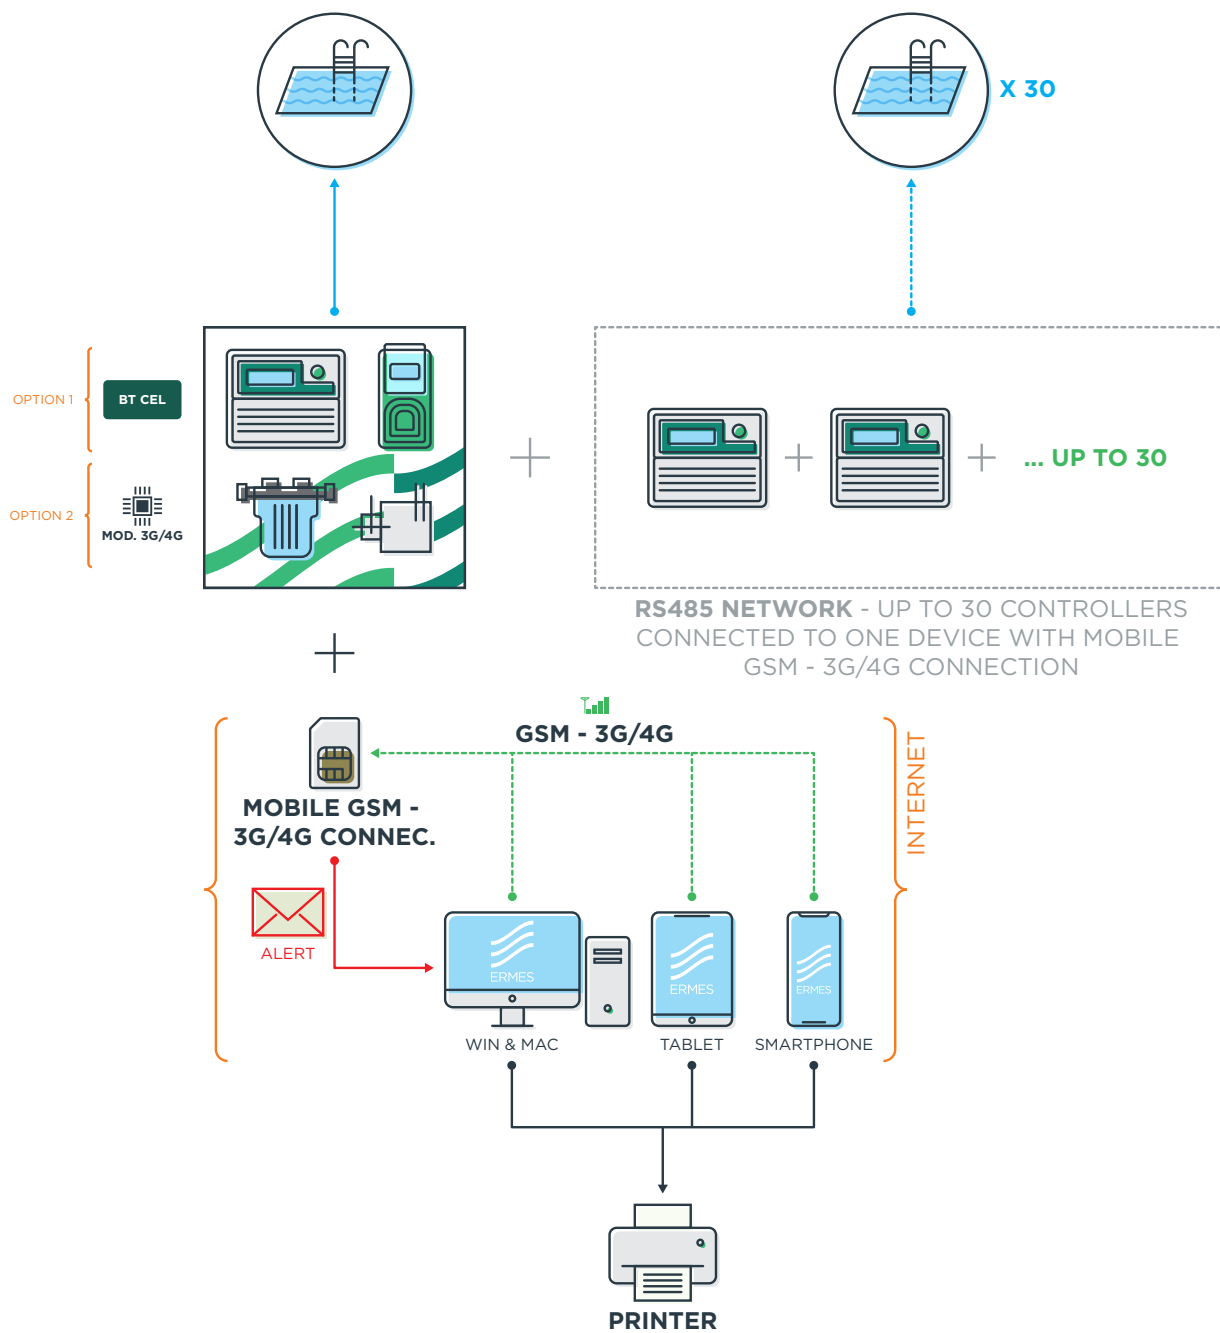 X 30
OPTION 1
BT CEL
OPTION 2
MOD. 3G/4G
... UP TO 30
RS485 NETWORK - UP TO 30 CONTROLLERS
CONNECTED TO ONE DEVICE WITH MOBILE
GSM - 3G/4G CONNECTION
GSM - 3G/4G
MOBILE GSM -
3G/4G CONNEC.
INTERNET
ALERT
ERMES
ERMES
ERMES
WIN & MAC
TABLET
SMARTPHONE
PRINTER